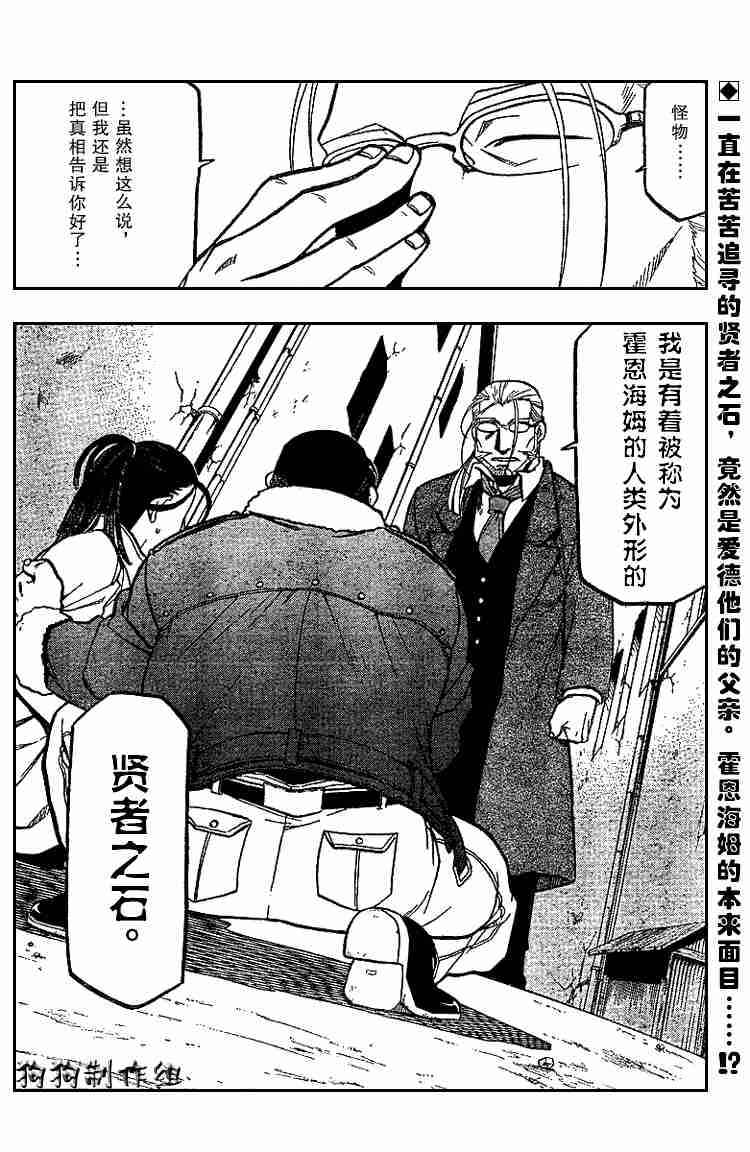 ◆一直在苦苦追寻的贤者之石，竟然是爱德他们的父亲。霍恩海姆的本来面目……!?
怪物……
…虽然想这么说，
但我还是
把真相告诉你好了…
我是有着被称为
霍恩海姆的人类外形的
贤者之石。
狗狗制作组